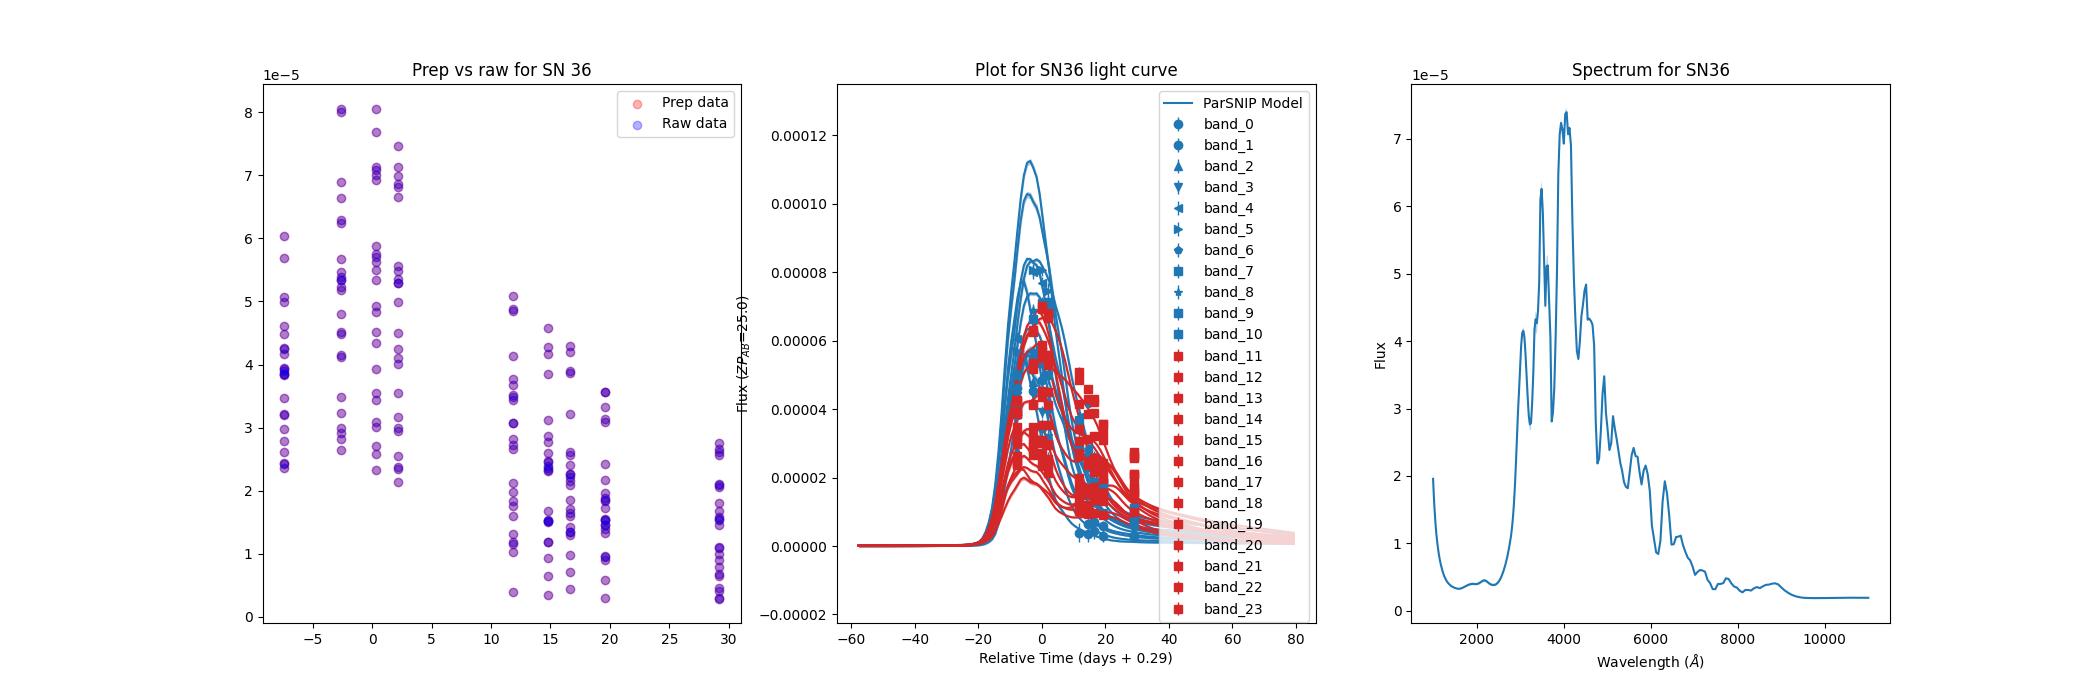 Prep vs raw for SN 36
1e−5
Prep data
Raw data
8
7
6
5
4
3
2
1
0
−5
0
5
10
15
20
25
30
Plot for SN36 light curve
Flux (ZP_AB=25.0)
0.00012
0.00010
0.00008
0.00006
0.00004
0.00002
0.00000
−0.00002
ParSNIP Model
band_0
band_1
band_2
band_3
band_4
band_5
band_6
band_7
band_8
band_9
band_10
band_11
band_12
band_13
band_14
band_15
band_16
band_17
band_18
band_19
band_20
band_21
band_22
band_23
−60
−40
−20
0
20
40
60
80
Relative Time (days + 0.29)
Spectrum for SN36
1e−5
Flux
7
6
5
4
3
2
1
0
2000
4000
6000
8000
10000
Wavelength (Å)